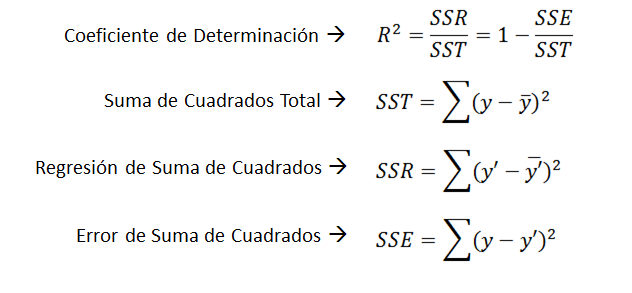 Coeficiente de Determinación → R² = SSR/SST = 1 − SSE/SST
Suma de Cuadrados Total → SST = ∑(y − ȳ)²
Regresión de Suma de Cuadrados → SSR = ∑(y′ − ȳ′)²
Error de Suma de Cuadrados → SSE = ∑(y − y′)²